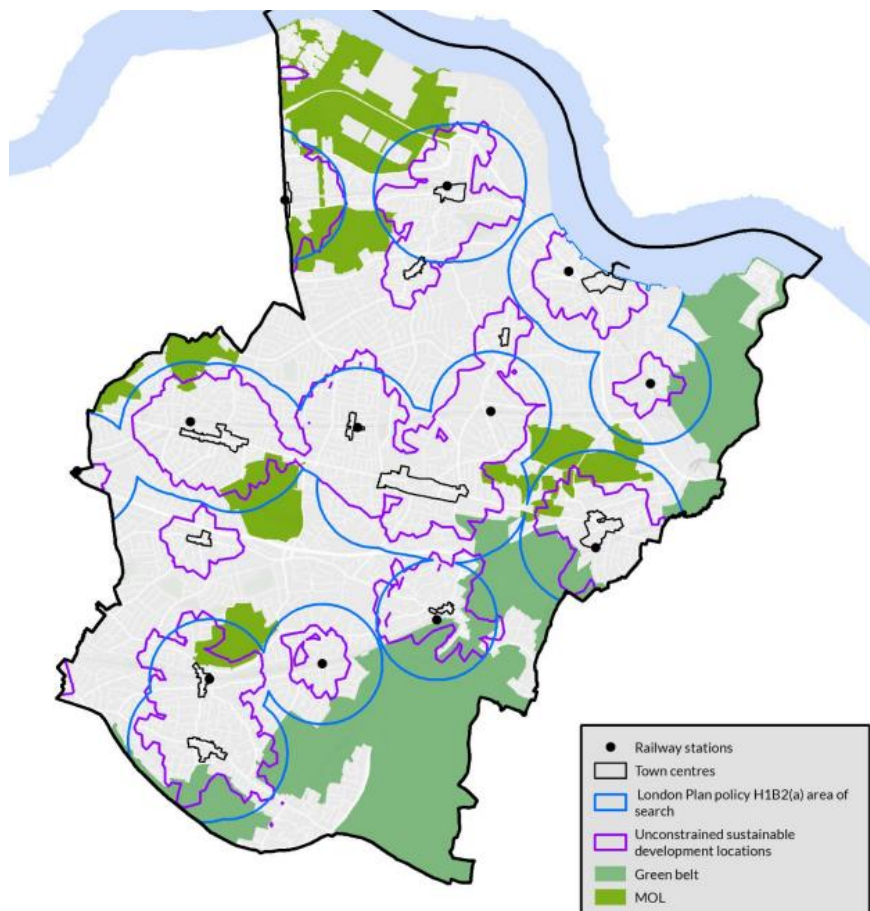 Railway stations
Town centres
London Plan policy H1B2(a) area of
search
Unconstrained sustainable
development locations
Green belt
MOL